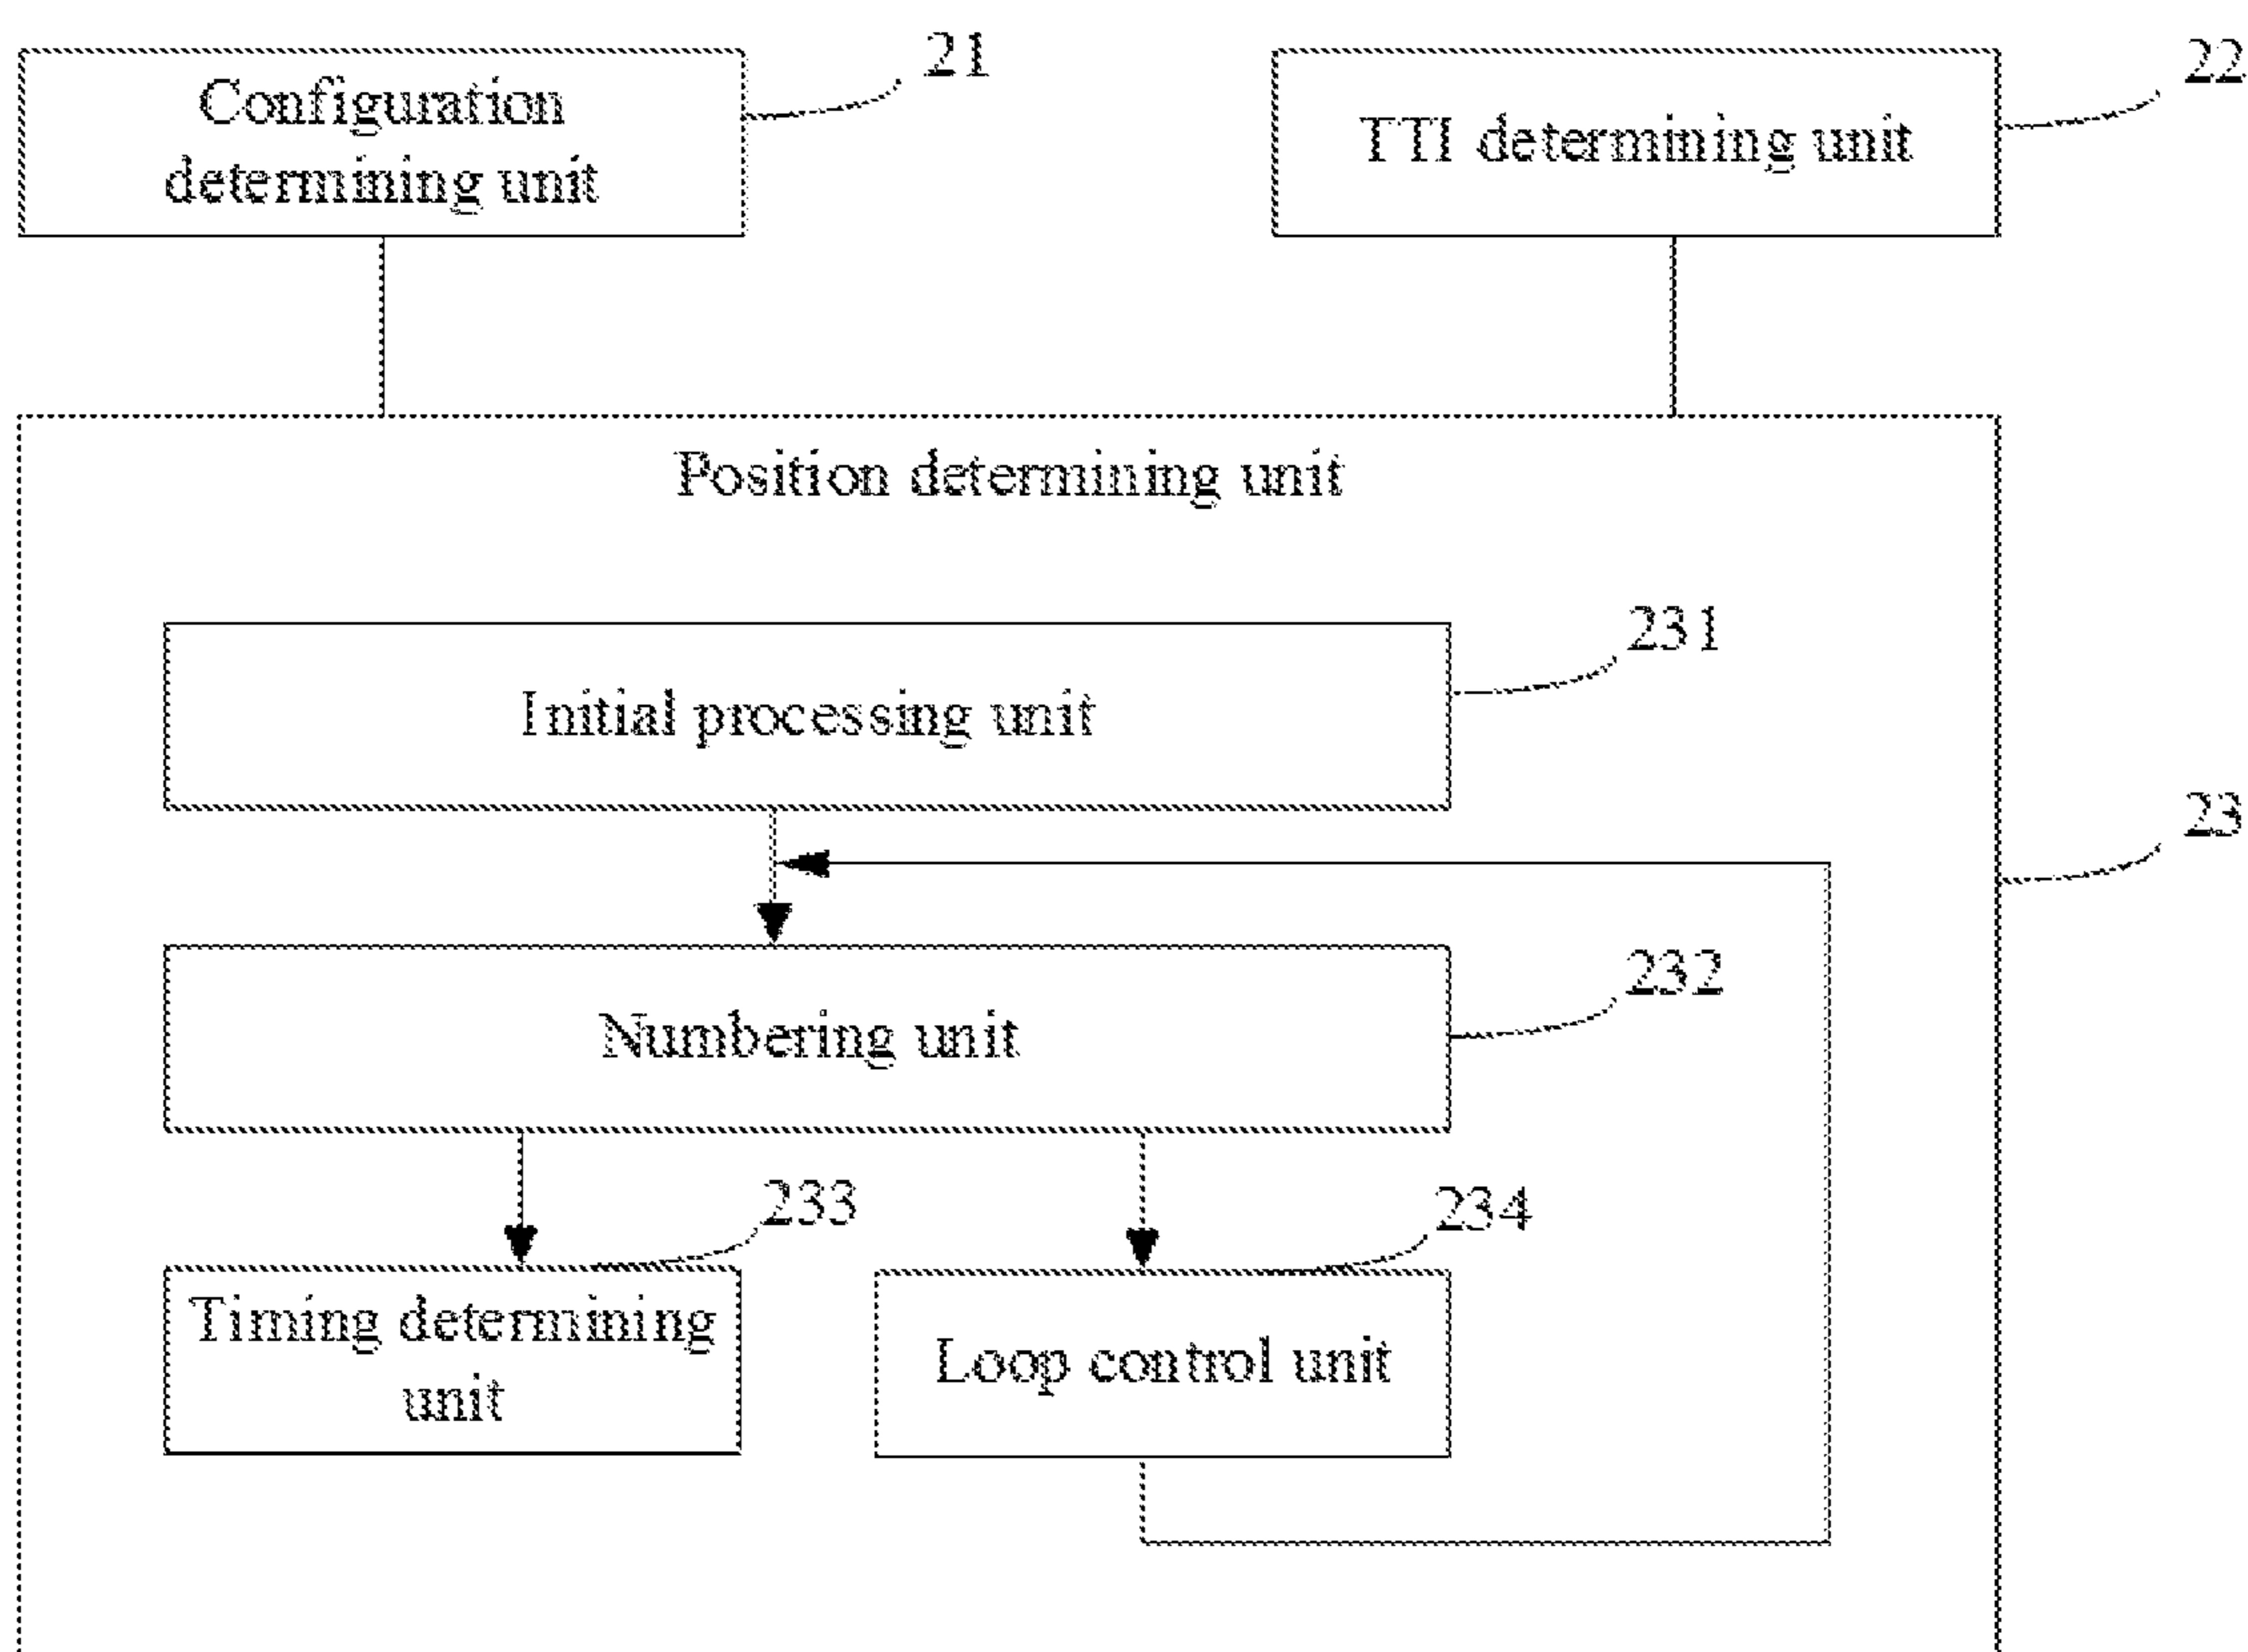 21
Configuration
determining unit
22
TTI determining unit
Position determining unit
231
Initial processing unit
23
232
Numbering unit
233
234
Timing determining
unit
Loop control unit